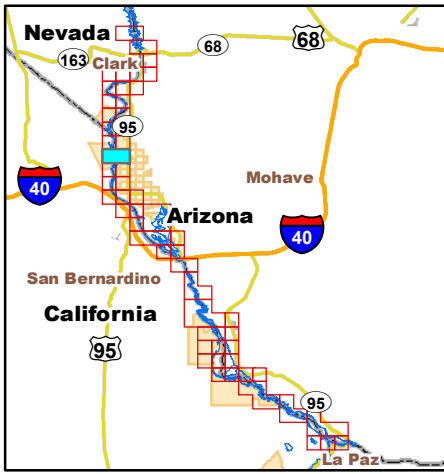 Nevada
68
68
163
Clark
95
Mohave
40
Arizona
40
San Bernardino
California
95
95
La Paz